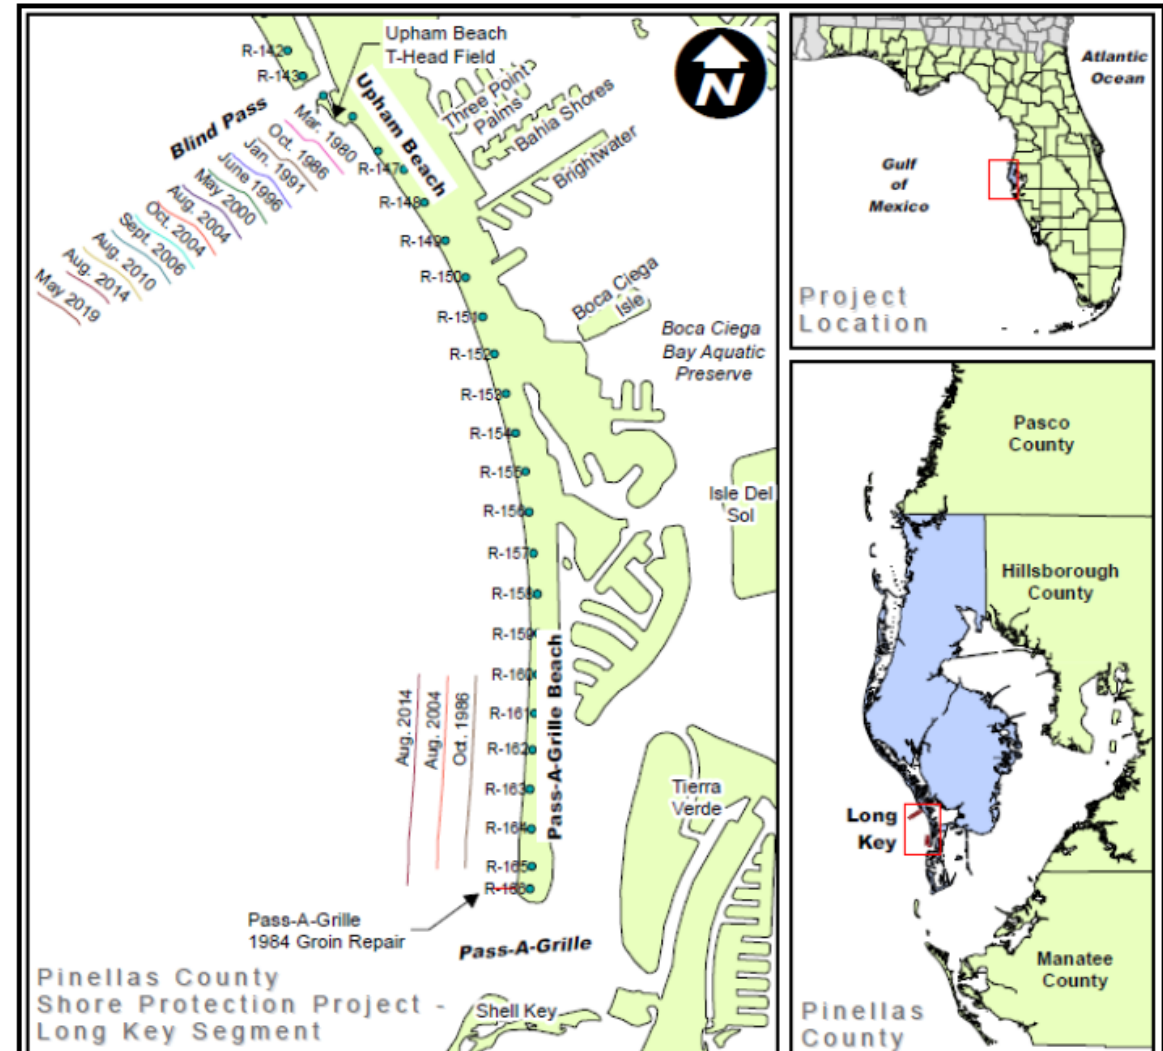 R-142
R-143
Upham Beach
T-Head Field
N
Blind Pass
Upham Beach
Three Point
Palms
Bahia Shores
Brightwater
Mar. 1980
Oct. 1986
Jan. 1991
June 1996
May 2000
Aug. 2004
Oct. 2004
Sept. 2006
Aug. 2010
Aug. 2014
May 2019
R-147
R-148
R-149
R-150
R-151
R-152
R-153
R-154
R-155
R-156
R-157
R-158
R-159
R-160
R-161
R-162
R-163
R-164
R-165
R-166
Boca Ciega
Isle
Boca Ciega
Bay Aquatic
Preserve
Isle Del
Sol
Pass-A-Grille Beach
Aug. 2014
Aug. 2004
Oct. 1986
Tierra
Verde
Pass-A-Grille
1984 Groin Repair
Pass-A-Grille
Shell Key
Pinellas County
Shore Protection Project -
Long Key Segment
Atlantic
Ocean
Gulf
of
Mexico
Project
Location
Pasco
County
Hillsborough
County
Long
Key
Manatee
County
Pinellas
County